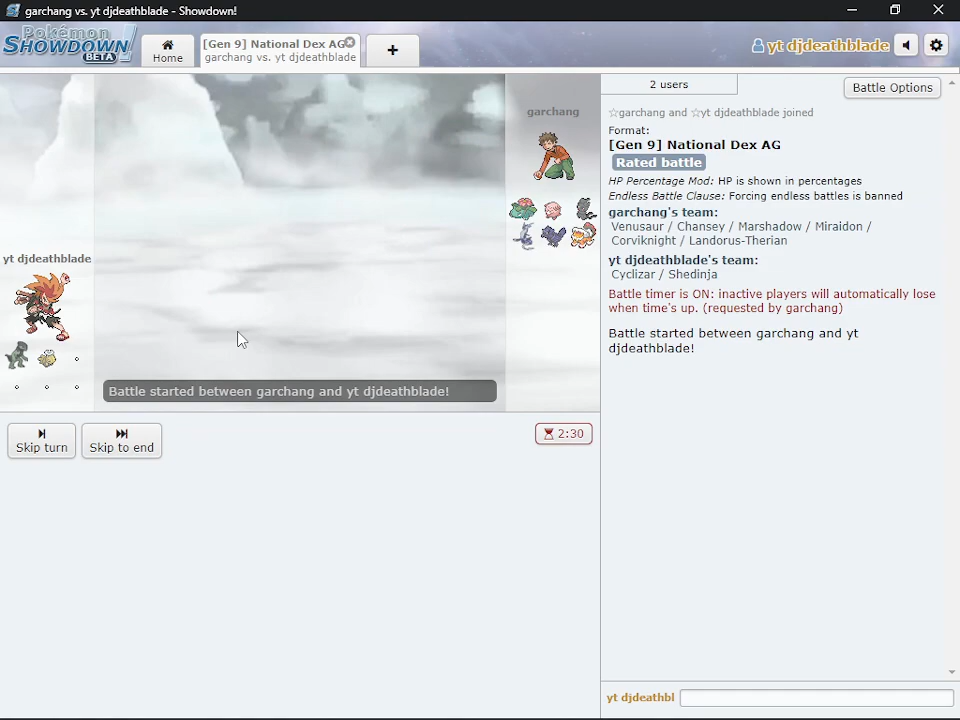 garchang vs. yt djdeathblade - Showdown!
Pokémon
SHOWDOWN!
BETA
Home
[Gen 9] National Dex AG
garchang vs. yt djdeathblade
+
yt djdeathblade
2 users
Battle Options
☆garchang and ☆yt djdeathblade joined
Format:
[Gen 9] National Dex AG
Rated battle
HP Percentage Mod: HP is shown in percentages
Endless Battle Clause: Forcing endless battles is banned
garchang's team:
Venusaur / Chansey / Marshadow / Miraidon /
Corviknight / Landorus-Therian
yt djdeathblade's team:
Cyclizar / Shedinja
Battle timer is ON: inactive players will automatically lose
when time's up. (requested by garchang)
Battle started between garchang and yt
djdeathblade!
garchang
yt djdeathblade
Battle started between garchang and yt djdeathblade!
Skip turn
Skip to end
2:30
yt djdeathbl